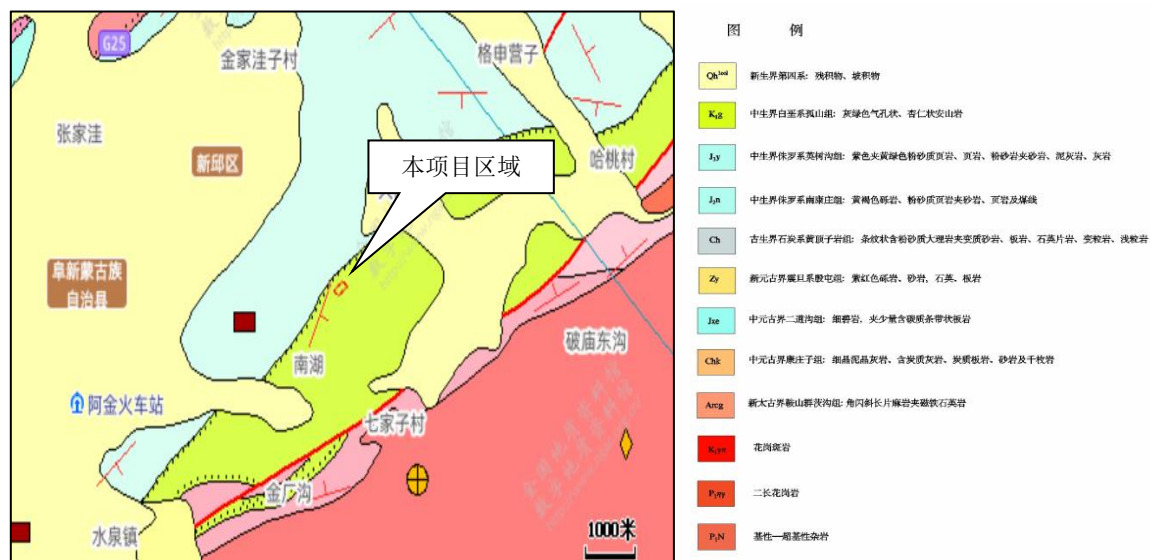 G25
金家洼子村
格申营子
张家洼
新邱区
哈桃村
本项目区域
阜新蒙古族
自治县
破庙东沟
南湖
阿金火车站
七家子村
金厂沟
水泉镇
1000米
图 例
新生界第四系：残积物、坡积物
K₁g 中生界白垩系孤山组：灰绿色气孔状、杏仁状安山岩
J₃y 中生界侏罗系英树沟组：紫色夹黄绿色粉砂质页岩、页岩、粉砂岩夹砂岩、泥灰岩、灰岩
J₃n 中生界侏罗系南康庄组：黄褐色砾岩、粉砂质页岩夹砂岩、页岩及煤线
Ch 古生界石炭系黄顶子岩组：条纹状含粉砂质大理岩夹变质砂岩、板岩、石英片岩、变粒岩、浅粒岩
Zy 新元古界震旦系殷屯组：紫红色砾岩、砂岩、石英、板岩
Jxe 中元古界二道沟组：细碧岩，夹少量含碳质条带状板岩
Chk 中元古界康庄子组：细晶泥晶灰岩、含炭质灰岩、炭质板岩、砂岩及千枚岩
Arcg 新太古界鞍山群茨沟组：角闪斜长片麻岩夹磁铁石英岩
花岗斑岩
二长花岗岩
P₁N 基性—超基性杂岩